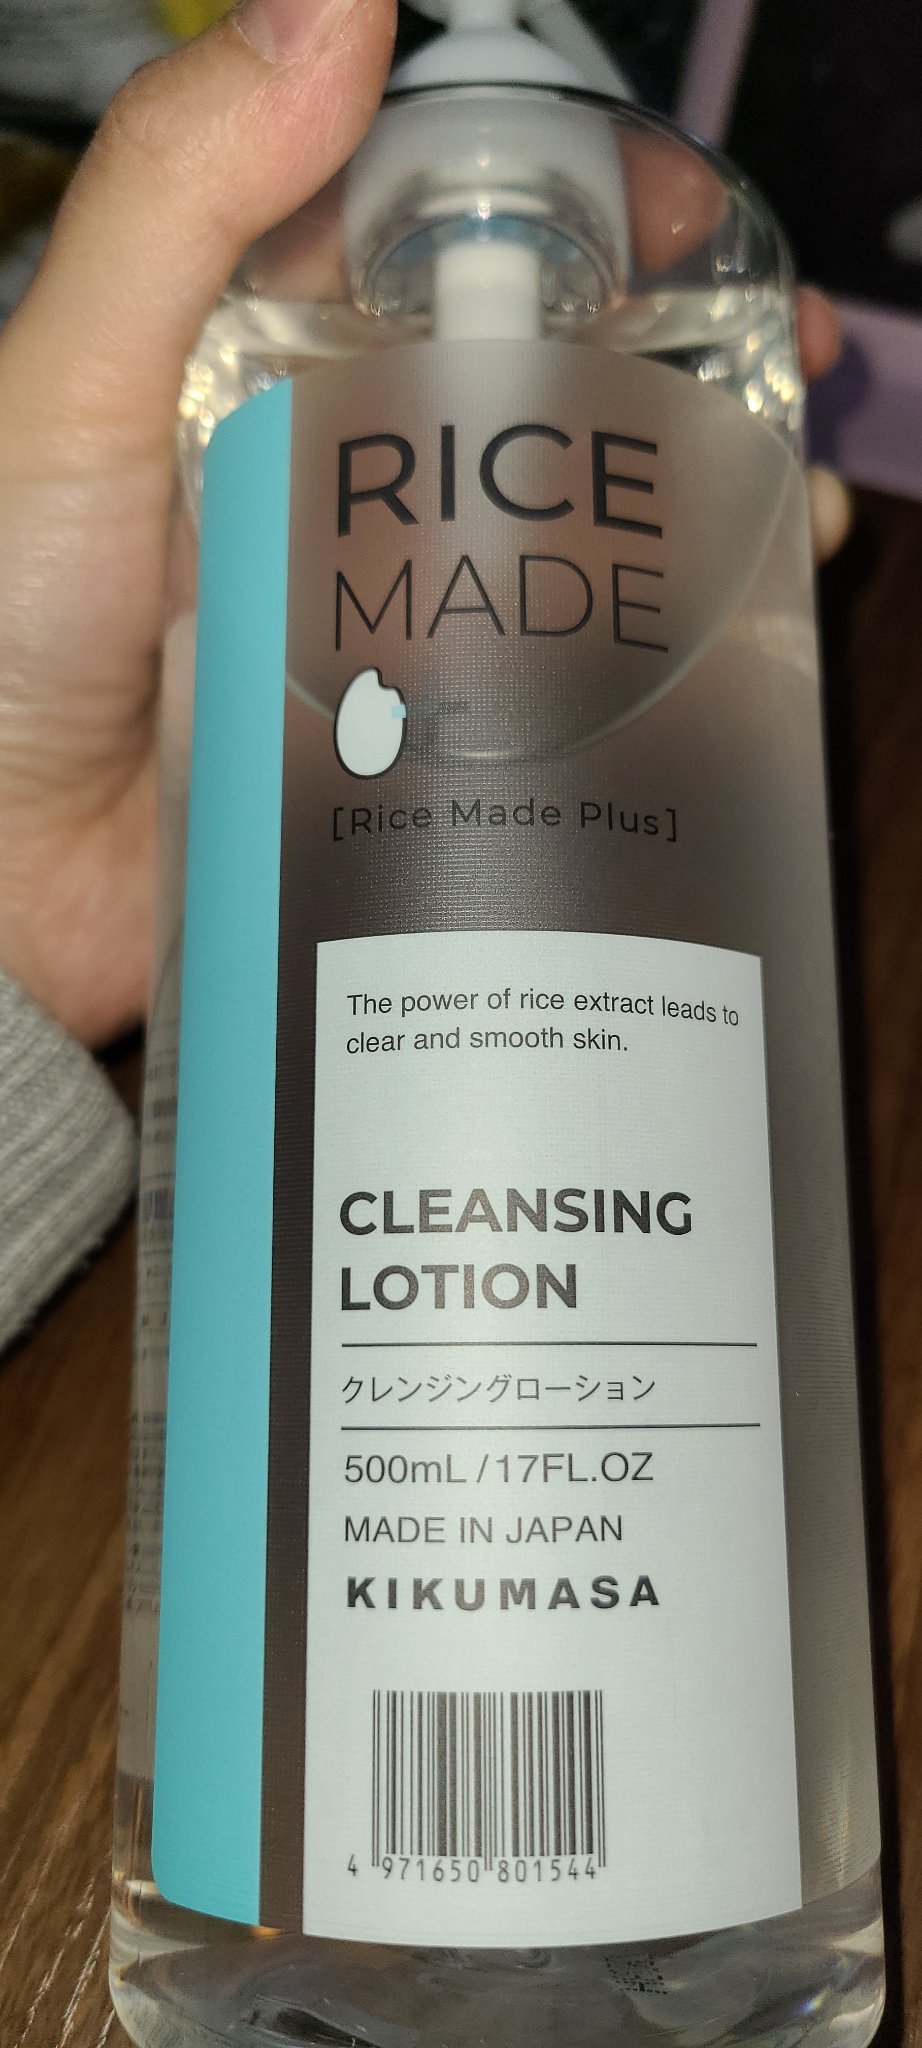 RICE
MADE
[Rice Made Plus]
The power of rice extract leads to
clear and smooth skin.
CLEANSING
LOTION
クレンジングローション
500mL / 17FL.OZ
MADE IN JAPAN
KIKUMASA
4 971650 801544